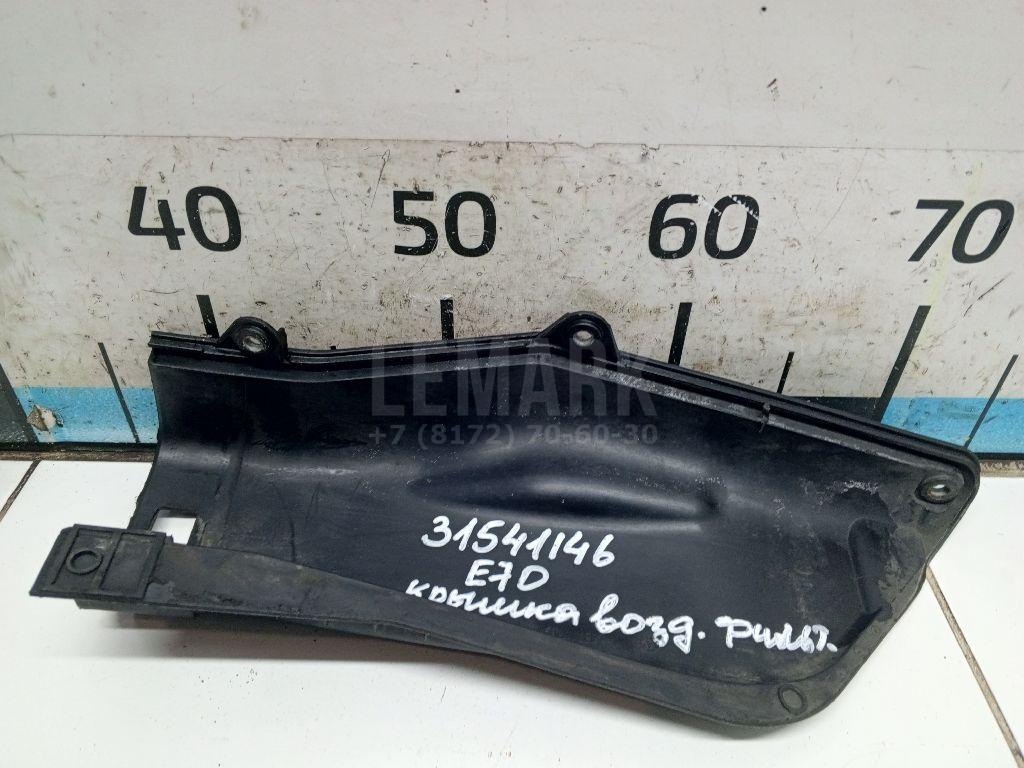 40 50 60 70
LEMARK
+7 (8172) 70-60-30
31541146
E70
крышка возд. Фильт.